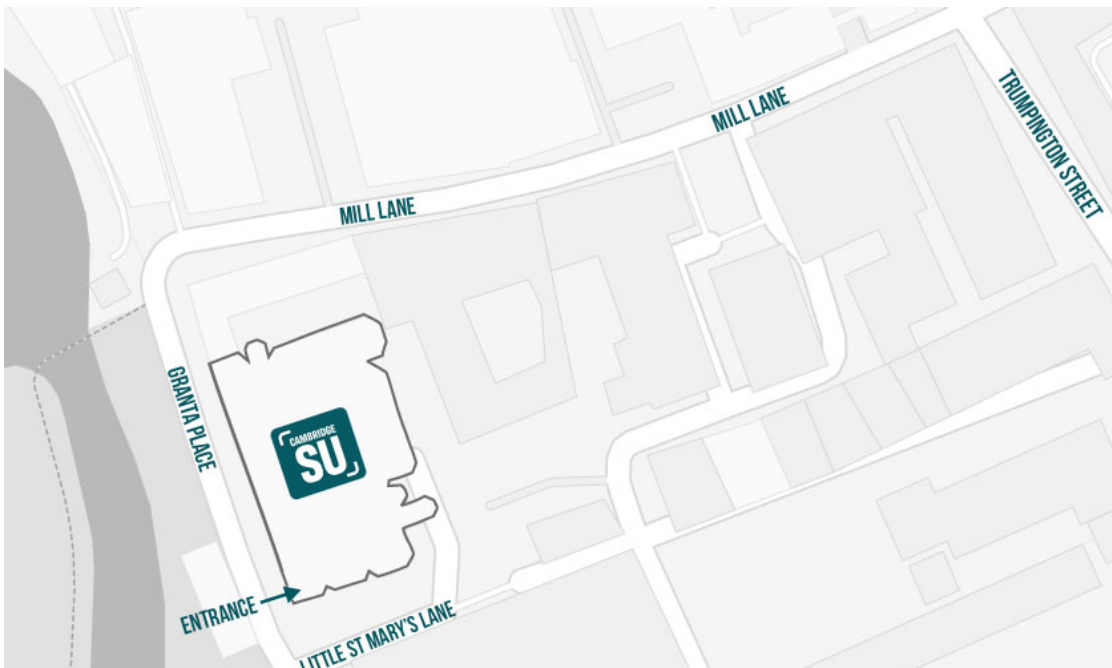 MILL LANE
TRUMPINGTON STREET
MILL LANE
GRANTA PLACE
CAMBRIDGE
SU
ENTRANCE
LITTLE ST MARY'S LANE